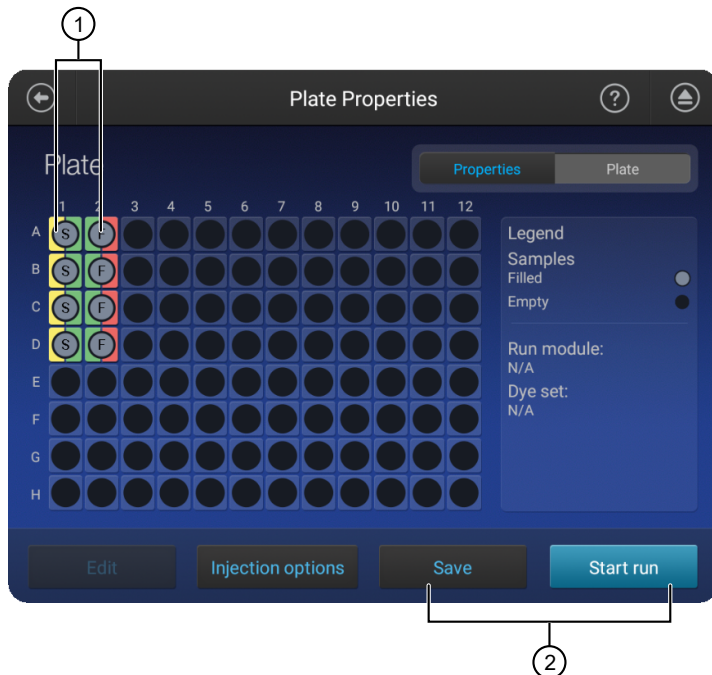 1
Plate Properties
?
Plate
Properties
Plate
1 2 3 4 5 6 7 8 9 10 11 12
A S F
B S F
C S F
D S F
E
F
G
H
Legend
Samples
Filled
Empty
Run module:
N/A
Dye set:
N/A
Edit
Injection options
Save
Start run
2